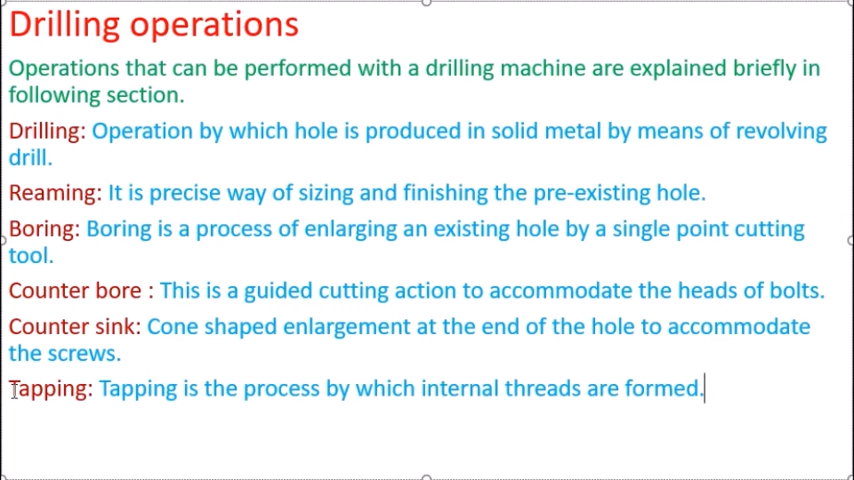 Drilling operations
Operations that can be performed with a drilling machine are explained briefly in
following section.
Drilling: Operation by which hole is produced in solid metal by means of revolving
drill.
Reaming: It is precise way of sizing and finishing the pre-existing hole.
Boring: Boring is a process of enlarging an existing hole by a single point cutting
tool.
Counter bore : This is a guided cutting action to accommodate the heads of bolts.
Counter sink: Cone shaped enlargement at the end of the hole to accommodate
the screws.
Tapping: Tapping is the process by which internal threads are formed.